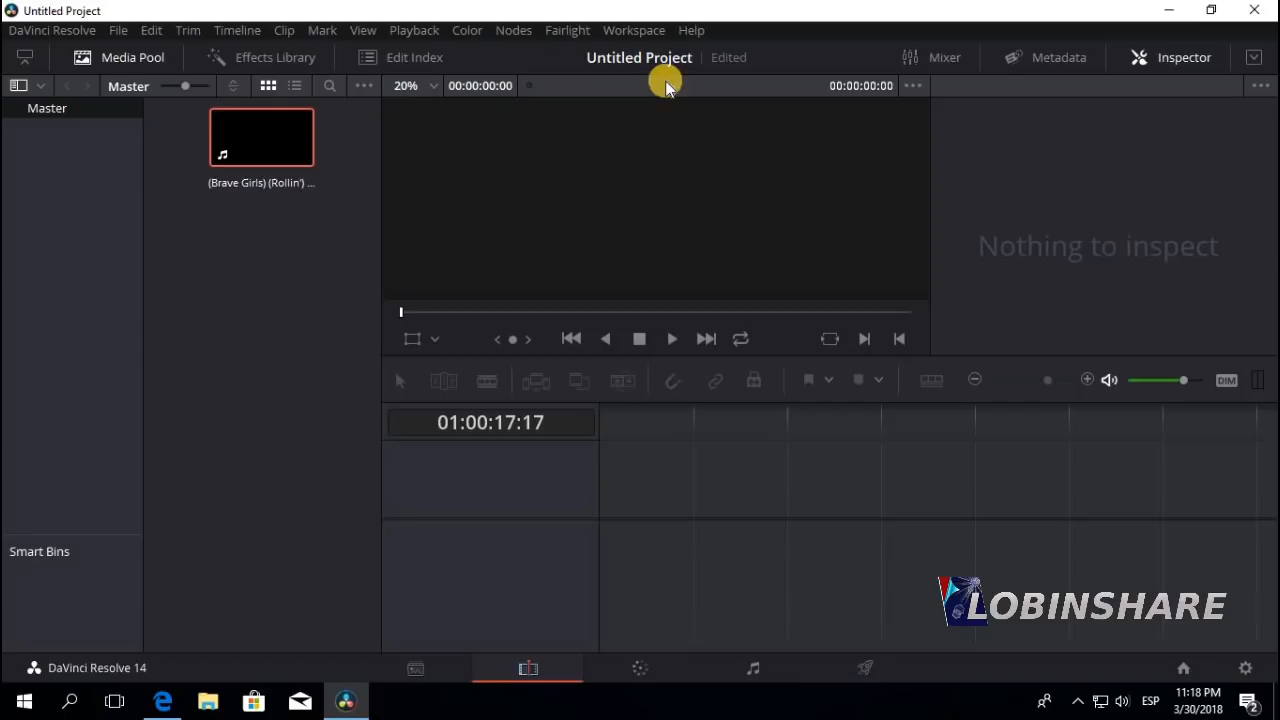 Untitled Project
DaVinci Resolve File Edit Trim Timeline Clip Mark View Playback Color Nodes Fairlight Workspace Help
Media Pool Effects Library Edit Index Untitled Project Edited Mixer Metadata Inspector
Master 20% 00:00:00:00 00:00:00:00
Master
(Brave Girls) (Rollin') ...
Nothing to inspect
DIM
01:00:17:17
Smart Bins
LOBINSHARE
DaVinci Resolve 14
ESP 11:18 PM
3/30/2018
2